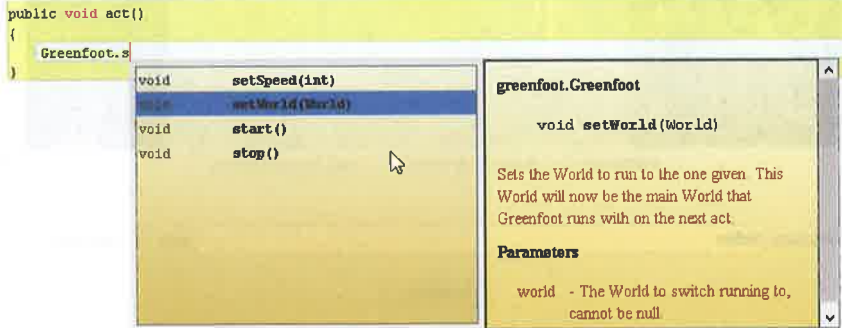 public void act()
{
Greenfoot.s
}
void setSpeed(int)
void setWorld(World)
void start()
void stop()
greenfoot.Greenfoot
void setWorld(World)
Sets the World to run to the one given. This
World will now be the main World that
Greenfoot runs with on the next act.
Parameters
world - The World to switch running to,
cannot be null.